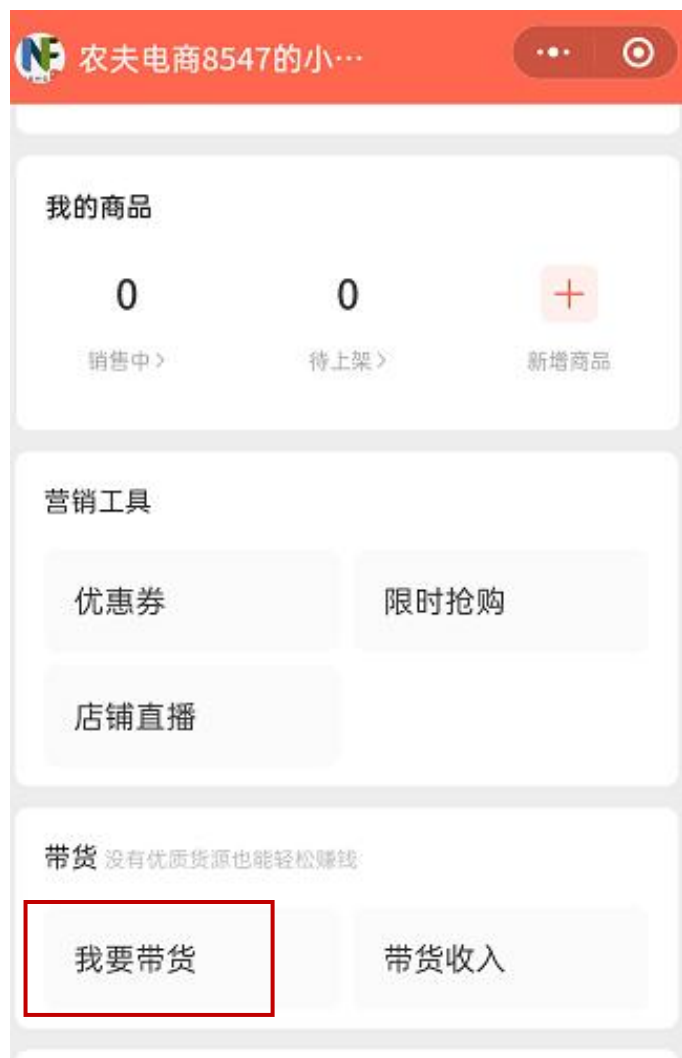 NF 农夫电商8547的小…
我的商品
0 0
销售中> 待上架> 新增商品
营销工具
优惠券 限时抢购
店铺直播
带货 没有优质货源也能轻松赚钱
我要带货 带货收入